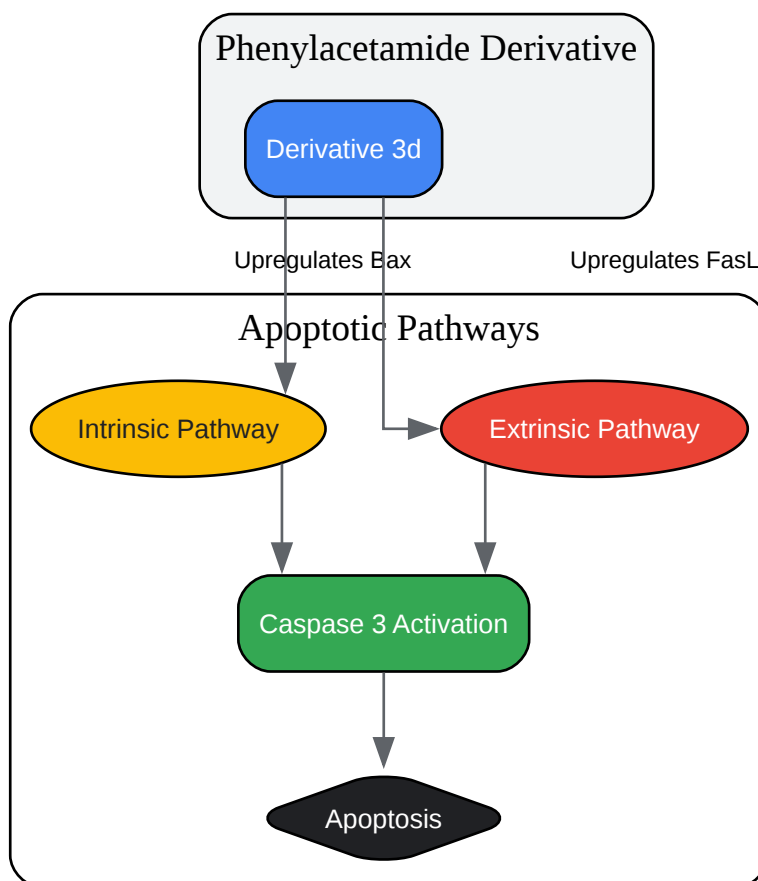 Phenylacetamide Derivative
Derivative 3d
Upregulates Bax
Upregulates FasL
Apoptotic Pathways
Intrinsic Pathway
Extrinsic Pathway
Caspase 3 Activation
Apoptosis